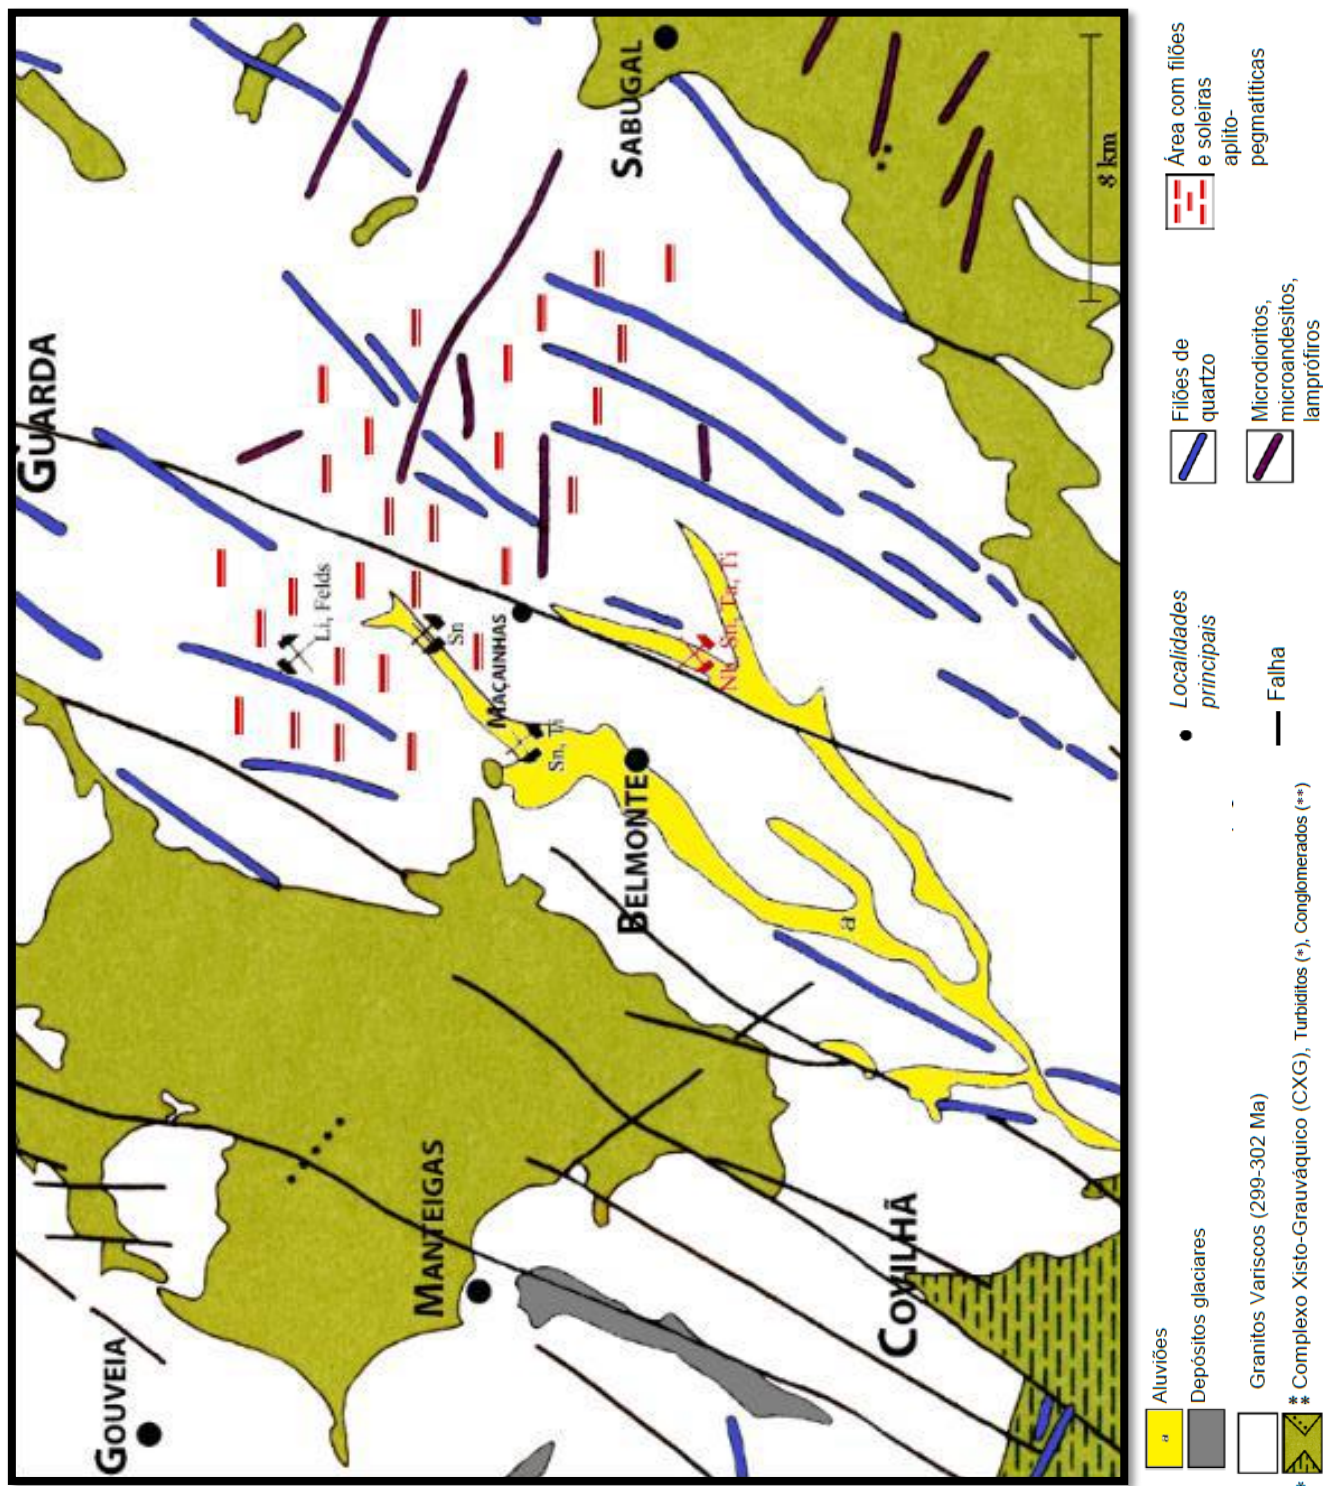 GUARDA
SABUGAL
8 km
Li, Felds
Sn
MAÇAINHAS
Sn, Ti
Nb, Sn, Ta, Ti
BELMONTE
a
MANTEIGAS
GOUVEIA
COVILHÃ
a
Aluviões
Depósitos glaciares
Granitos Variscos (299-302 Ma)
* Complexo Xisto-Grauváquico (CXG), Turbiditos (*), Conglomerados (**)
* *
Localidades
principais
Falha
Filões de
quartzo
Microdioritos,
microandesitos,
lamprófiros
Área com filões
e soleiras
aplito-
pegmatíticas